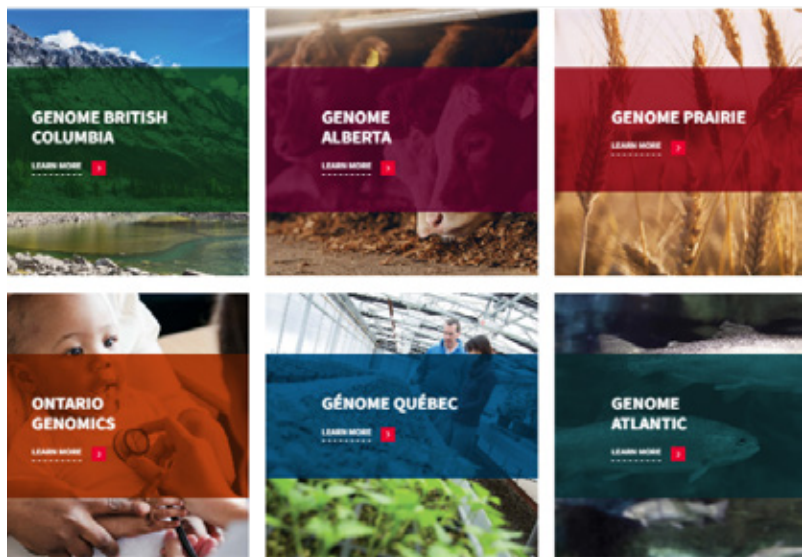 GENOME BRITISH
COLUMBIA
LEARN MORE
GENOME
ALBERTA
LEARN MORE
GENOME PRAIRIE
LEARN MORE
ONTARIO
GENOMICS
LEARN MORE
GÉNOME QUÉBEC
LEARN MORE
GENOME
ATLANTIC
LEARN MORE